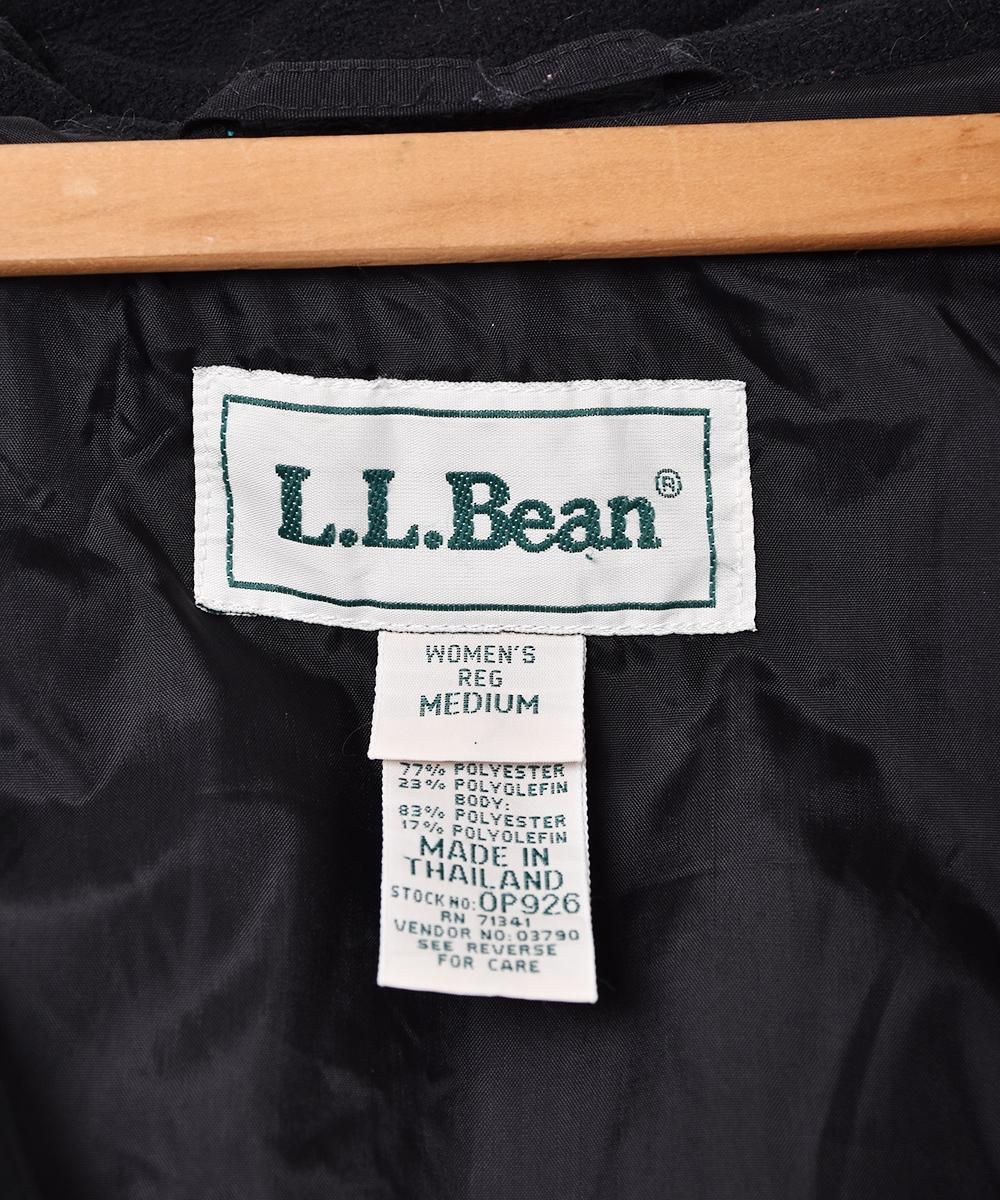 L.L.Bean®
WOMEN'S
REG
MEDIUM
77% POLYESTER
23% POLYOLEFIN
BODY:
83% POLYESTER
17% POLYOLEFIN
MADE IN
THAILAND
STOCK NO: OP926
RN 71341
VENDOR NO: 03790
SEE REVERSE
FOR CARE